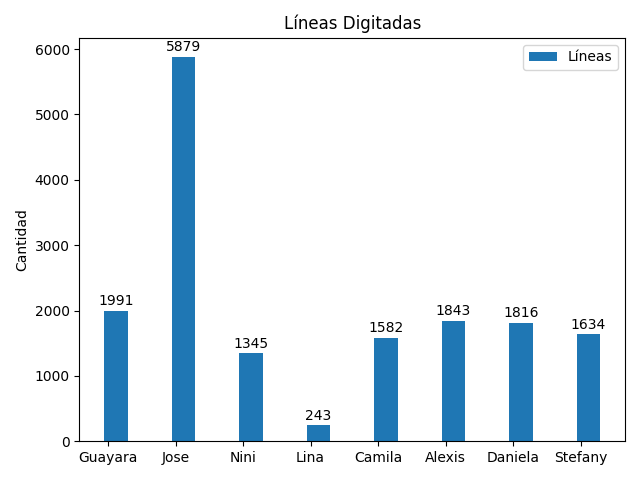 Líneas Digitadas
Líneas
Cantidad
6000
5000
4000
3000
2000
1000
0
1991
5879
1345
243
1582
1843
1816
1634
Guayara
Jose
Nini
Lina
Camila
Alexis
Daniela
Stefany